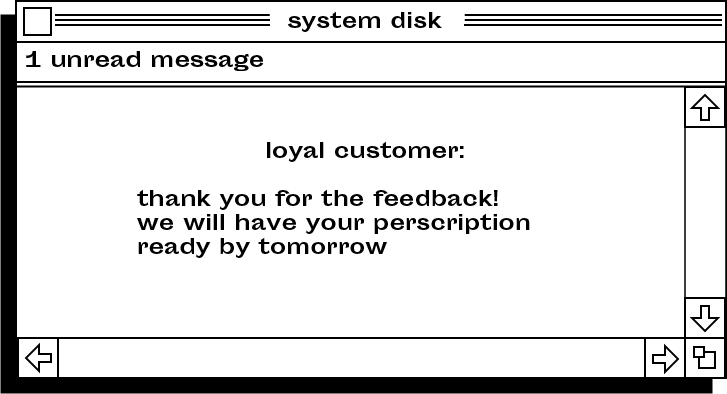 system disk
1 unread message
loyal customer:
thank you for the feedback!
we will have your perscription
ready by tomorrow